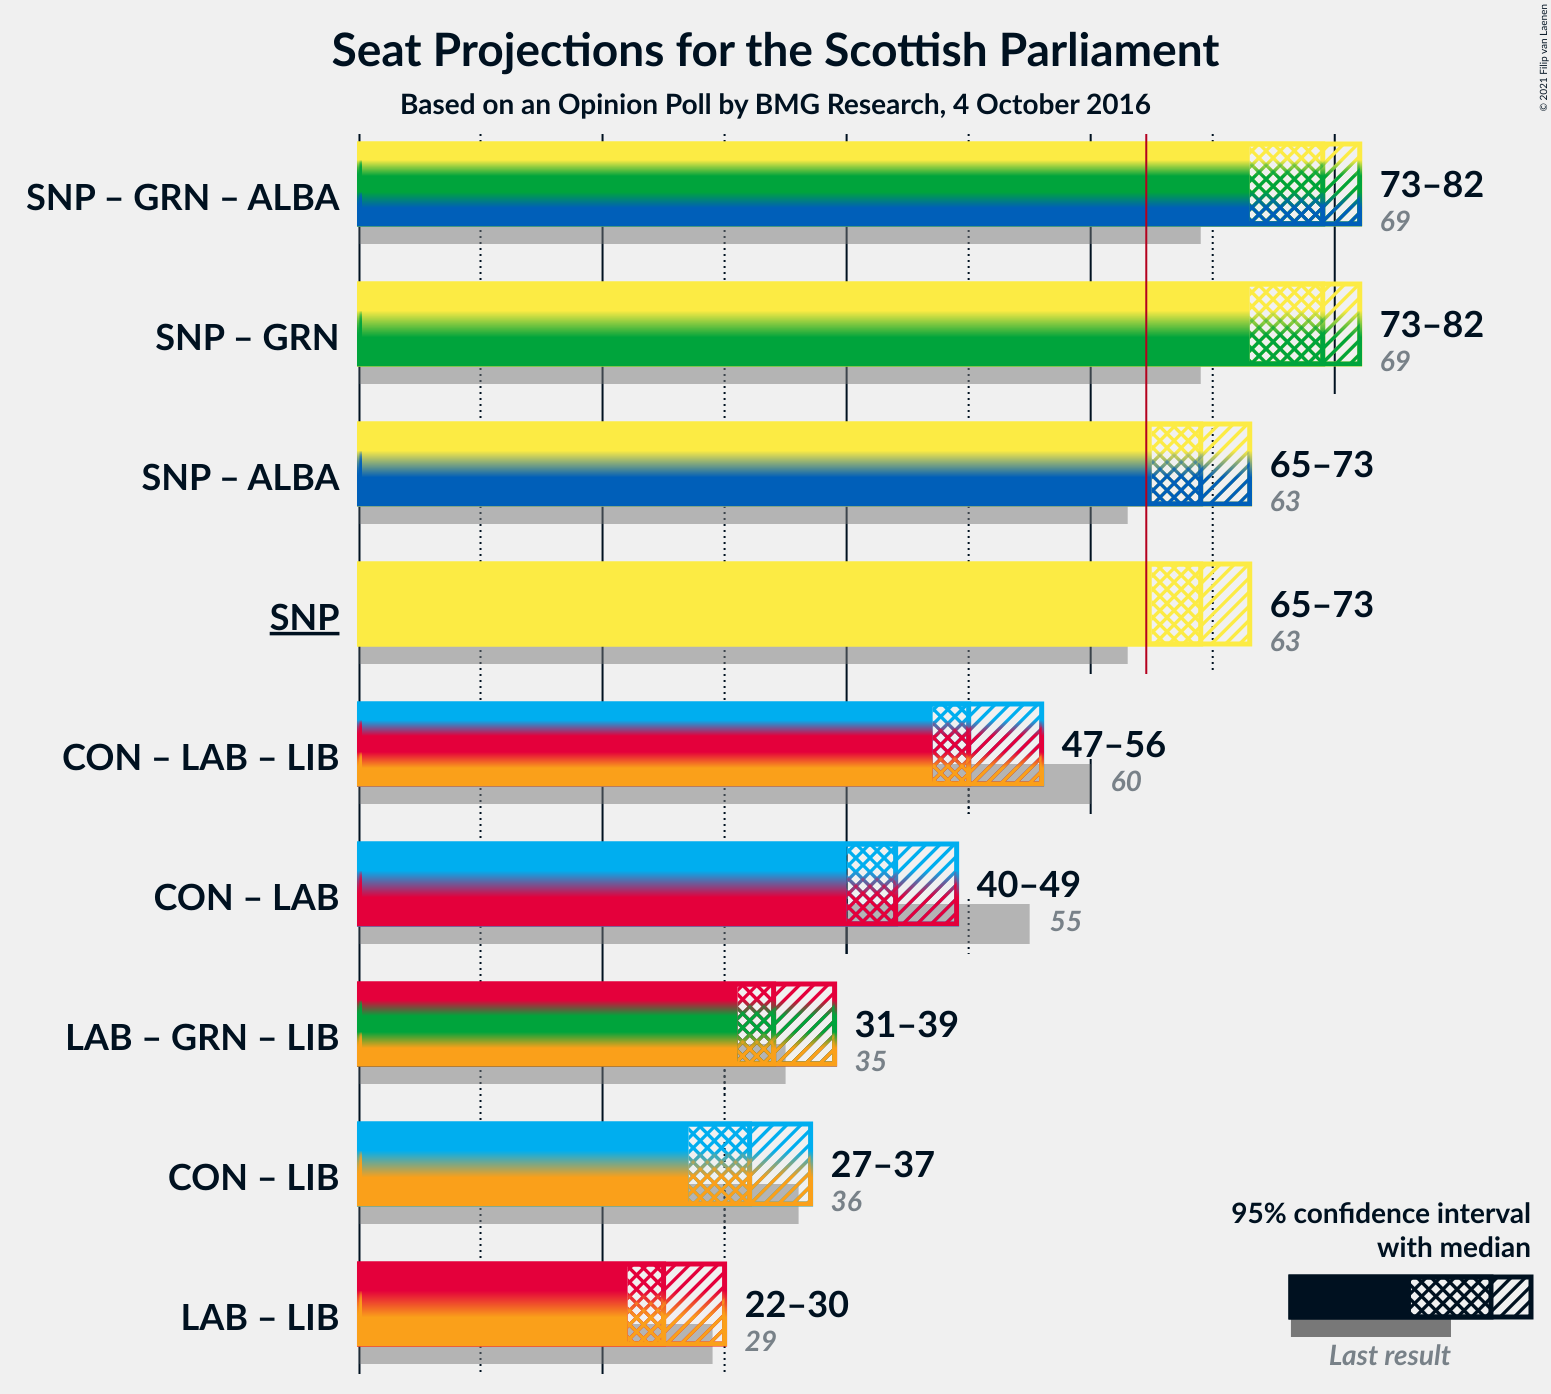 Seat Projections for the Scottish Parliament
Based on an Opinion Poll by BMG Research, 4 October 2016
© 2021 Filip van Laenen
SNP – GRN – ALBA
73–82
69
SNP – GRN
73–82
69
SNP – ALBA
65–73
63
SNP
65–73
63
CON – LAB – LIB
47–56
60
CON – LAB
40–49
55
LAB – GRN – LIB
31–39
35
CON – LIB
27–37
36
LAB – LIB
22–30
29
95% confidence interval
with median
Last result